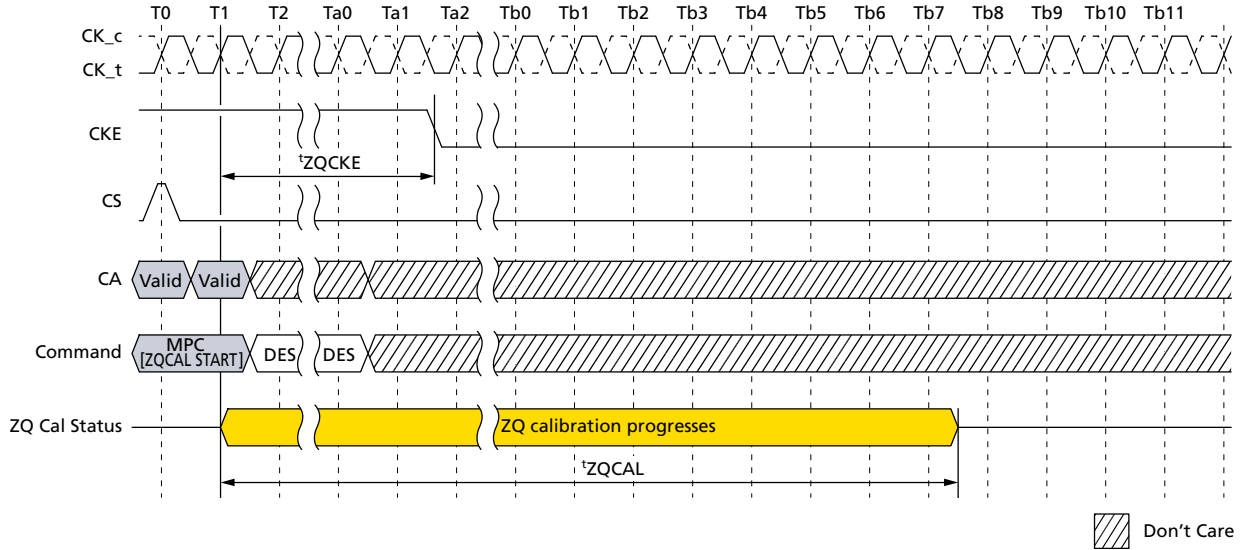 T0 T1 T2 Ta0 Ta1 Ta2 Tb0 Tb1 Tb2 Tb3 Tb4 Tb5 Tb6 Tb7 Tb8 Tb9 Tb10 Tb11
CK_c
CK_t
CKE
tZQCKE
CS
CA Valid Valid
Command MPC [ZQCAL START] DES DES
ZQ Cal Status ZQ calibration progresses
tZQCAL
Don't Care